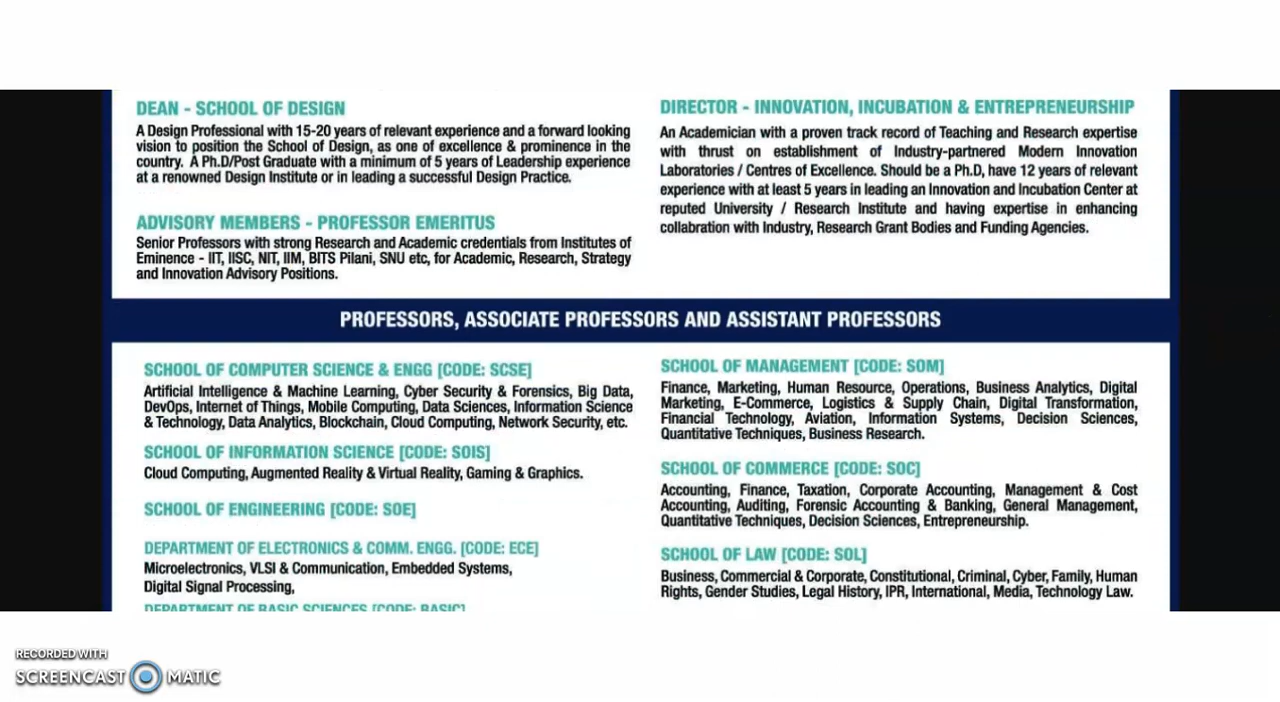 DEAN - SCHOOL OF DESIGN
A Design Professional with 15-20 years of relevant experience and a forward looking
vision to position the School of Design, as one of excellence & prominence in the
country. A Ph.D/Post Graduate with a minimum of 5 years of Leadership experience
at a renowned Design Institute or in leading a successful Design Practice.
ADVISORY MEMBERS - PROFESSOR EMERITUS
Senior Professors with strong Research and Academic credentials from Institutes of
Eminence - IIT, IISC, NIT, IIM, BITS Pilani, SNU etc, for Academic, Research, Strategy
and Innovation Advisory Positions.
DIRECTOR - INNOVATION, INCUBATION & ENTREPRENEURSHIP
An Academician with a proven track record of Teaching and Research expertise
with thrust on establishment of Industry-partnered Modern Innovation
Laboratories / Centres of Excellence. Should be a Ph.D, have 12 years of relevant
experience with at least 5 years in leading an Innovation and Incubation Center at
reputed University / Research Institute and having expertise in enhancing
collabration with Industry, Research Grant Bodies and Funding Agencies.
PROFESSORS, ASSOCIATE PROFESSORS AND ASSISTANT PROFESSORS
SCHOOL OF COMPUTER SCIENCE & ENGG [CODE: SCSE]
Artificial Intelligence & Machine Learning, Cyber Security & Forensics, Big Data,
DevOps, Internet of Things, Mobile Computing, Data Sciences, Information Science
& Technology, Data Analytics, Blockchain, Cloud Computing, Network Security, etc.
SCHOOL OF INFORMATION SCIENCE [CODE: SOIS]
Cloud Computing, Augmented Reality & Virtual Reality, Gaming & Graphics.
SCHOOL OF ENGINEERING [CODE: SOE]
DEPARTMENT OF ELECTRONICS & COMM. ENGG. [CODE: ECE]
Microelectronics, VLSI & Communication, Embedded Systems,
Digital Signal Processing,
DEPARTMENT OF BASIC SCIENCES [CODE: BASIC]
SCHOOL OF MANAGEMENT [CODE: SOM]
Finance, Marketing, Human Resource, Operations, Business Analytics, Digital
Marketing, E-Commerce, Logistics & Supply Chain, Digital Transformation,
Financial Technology, Aviation, Information Systems, Decision Sciences,
Quantitative Techniques, Business Research.
SCHOOL OF COMMERCE [CODE: SOC]
Accounting, Finance, Taxation, Corporate Accounting, Management & Cost
Accounting, Auditing, Forensic Accounting & Banking, General Management,
Quantitative Techniques, Decision Sciences, Entrepreneurship.
SCHOOL OF LAW [CODE: SOL]
Business, Commercial & Corporate, Constitutional, Criminal, Cyber, Family, Human
Rights, Gender Studies, Legal History, IPR, International, Media, Technology Law.
RECORDED WITH
SCREENCAST MATIC